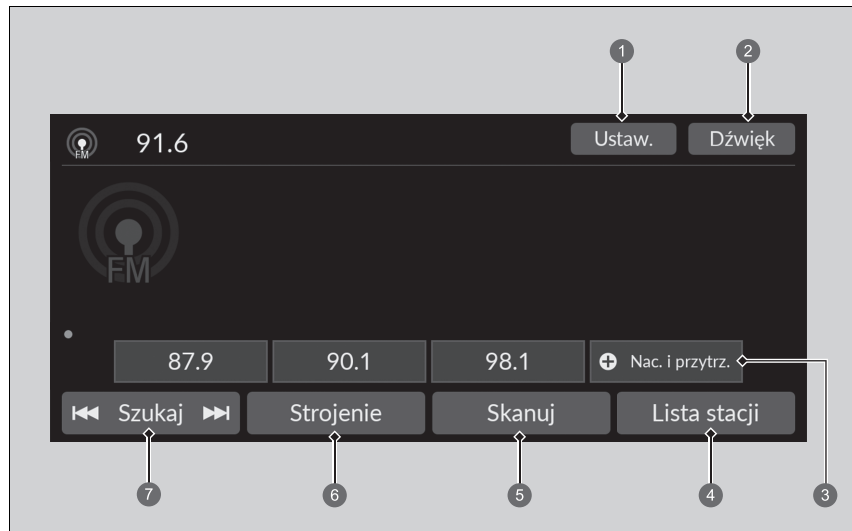 1 2
FM 91.6 Ustaw. Dźwięk
FM
87.9 90.1 98.1 Nac. i przytrz.
Szukaj Strojenie Skanuj Lista stacji
7 6 5 4 3